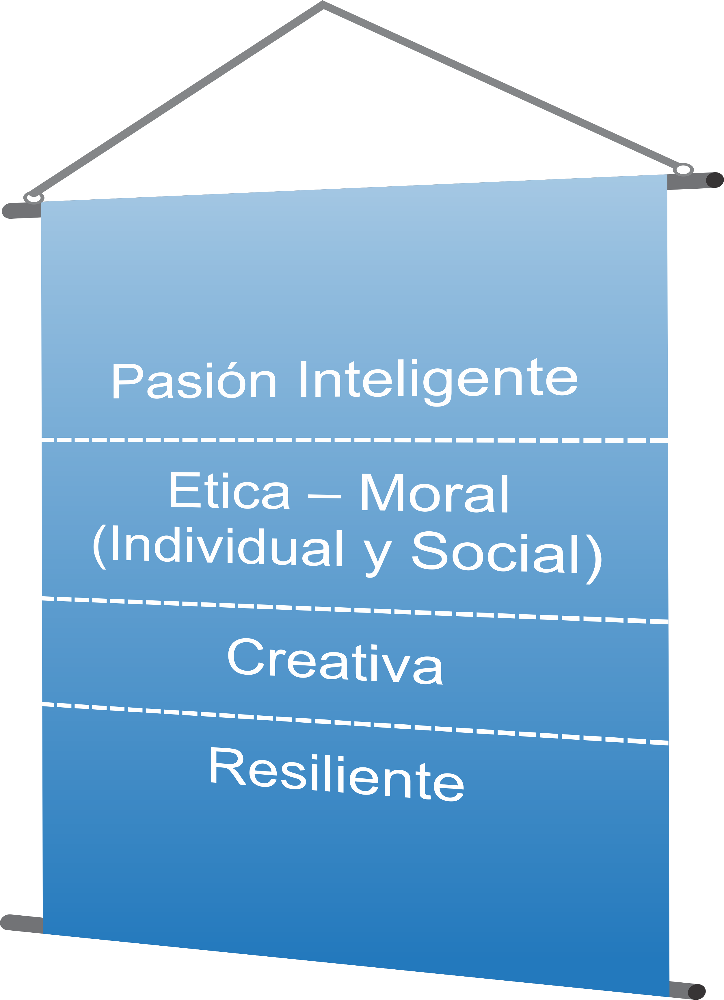 Pasión Inteligente
Etica – Moral
(Individual y Social)
Creativa
Resiliente